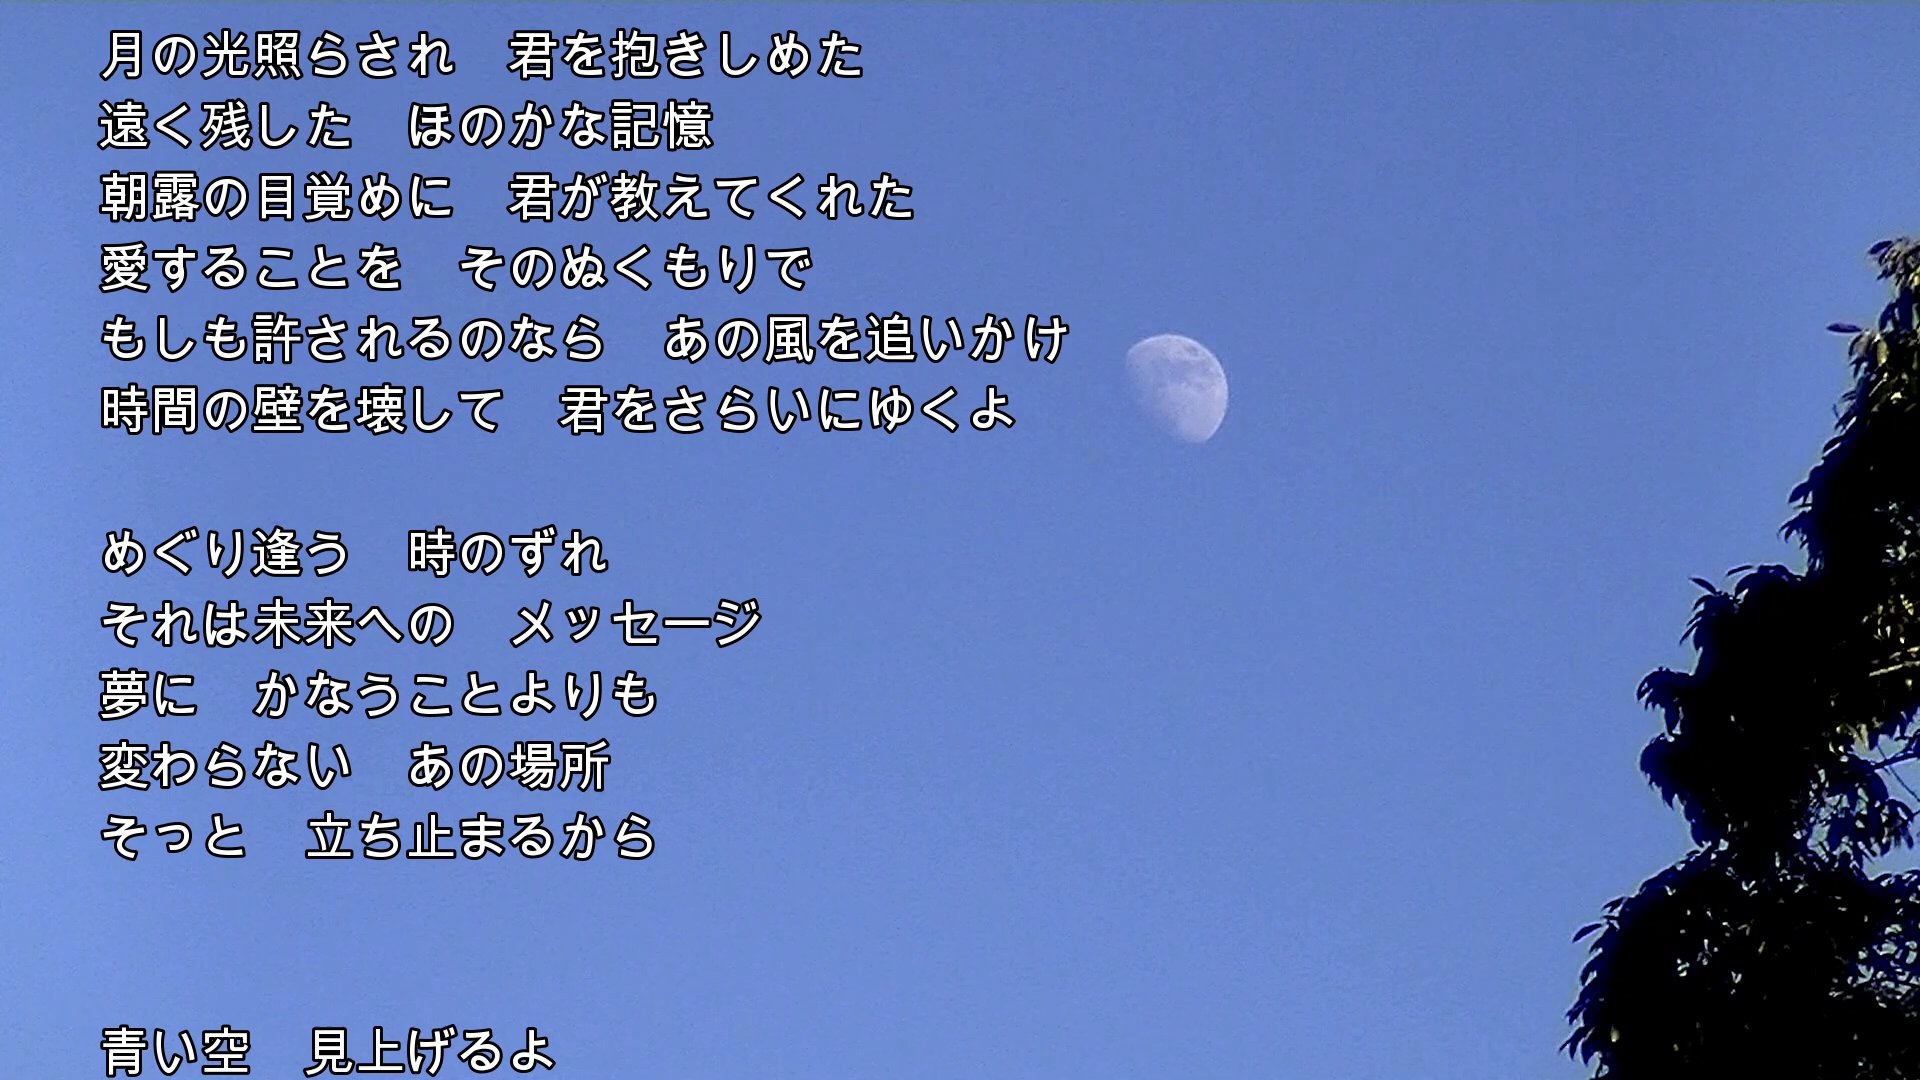 月の光照らされ　君を抱きしめた
遠く残した　ほのかな記憶
朝露の目覚めに　君が教えてくれた
愛することを　そのぬくもりで
もしも許されるのなら　あの風を追いかけ
時間の壁を壊して　君をさらいにゆくよ
めぐり逢う　時のずれ
それは未来への　メッセージ
夢に　かなうことよりも
変わらない　あの場所
そっと　立ち止まるから
青い空　見上げるよ